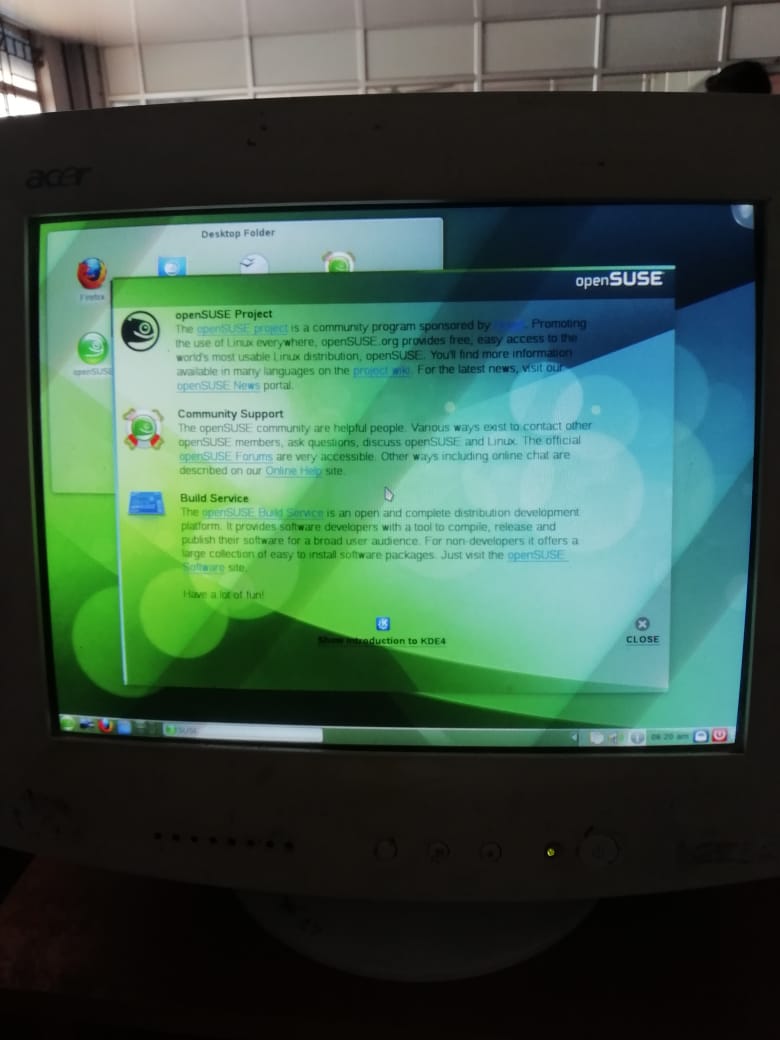 acer
Desktop Folder
Firefox
openSUSE
openSUSE
openSUSE Project
The openSUSE project is a community program sponsored by Promoting
the use of Linux everywhere, openSUSE.org provides free, easy access to the
world's most usable Linux distribution, openSUSE. You'll find more information
available in many languages on the project wiki. For the latest news, visit our
openSUSE News portal.
Community Support
The openSUSE community are helpful people. Various ways exist to contact other
openSUSE members, ask questions, discuss openSUSE and Linux. The official
openSUSE Forums are very accessible. Other ways including online chat are
described on our Online Help site.
Build Service
The openSUSE Build Service is an open and complete distribution development
platform. It provides software developers with a tool to compile, release and
publish their software for a broad user audience. For non-developers it offers a
large collection of easy to install software packages. Just visit the openSUSE
Software site.
Have a lot of fun!
Show introduction to KDE4
CLOSE
SUSE
06:20 am